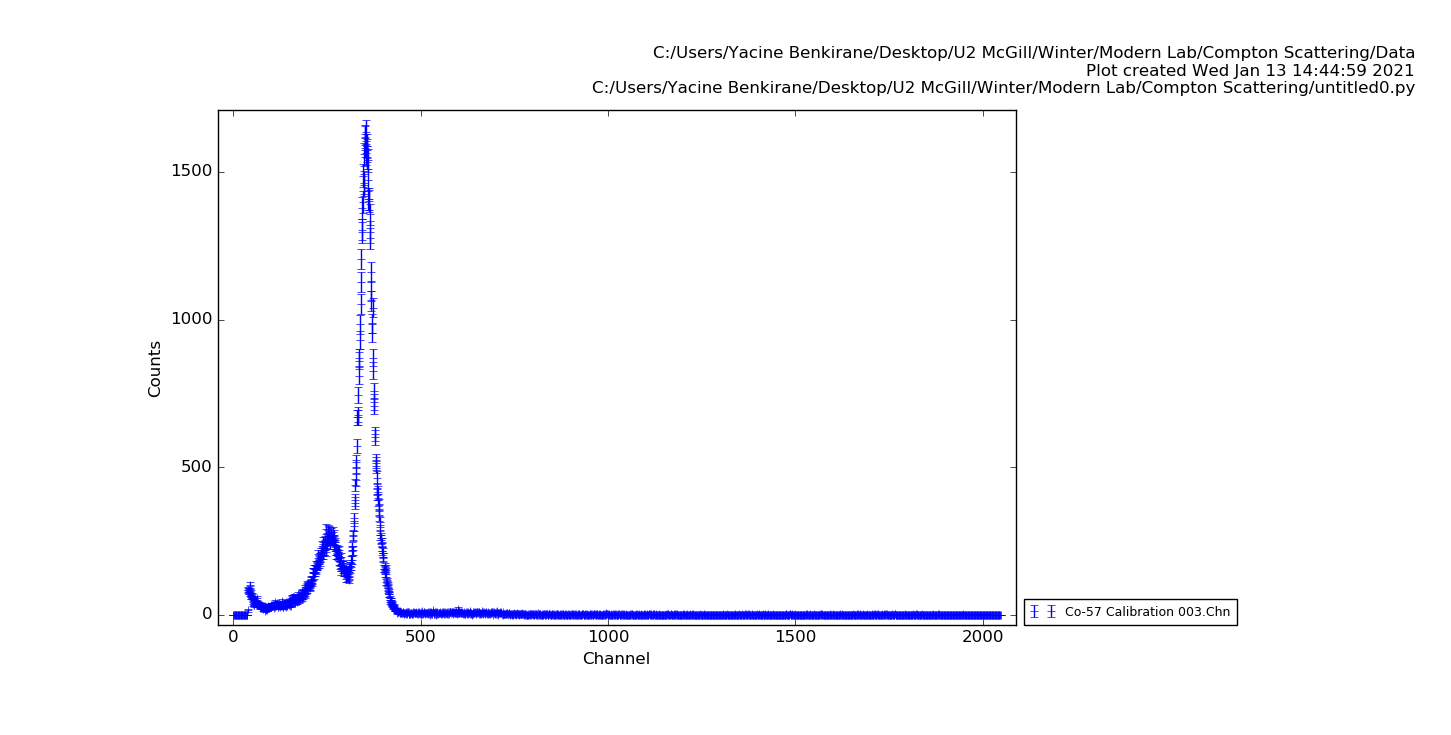 C:/Users/Yacine Benkirane/Desktop/U2 McGill/Winter/Modern Lab/Compton Scattering/Data
Plot created Wed Jan 13 14:44:59 2021
C:/Users/Yacine Benkirane/Desktop/U2 McGill/Winter/Modern Lab/Compton Scattering/untitled0.py
1500
1000
500
0
Counts
0 500 1000 1500 2000
Channel
Co-57 Calibration 003.Chn